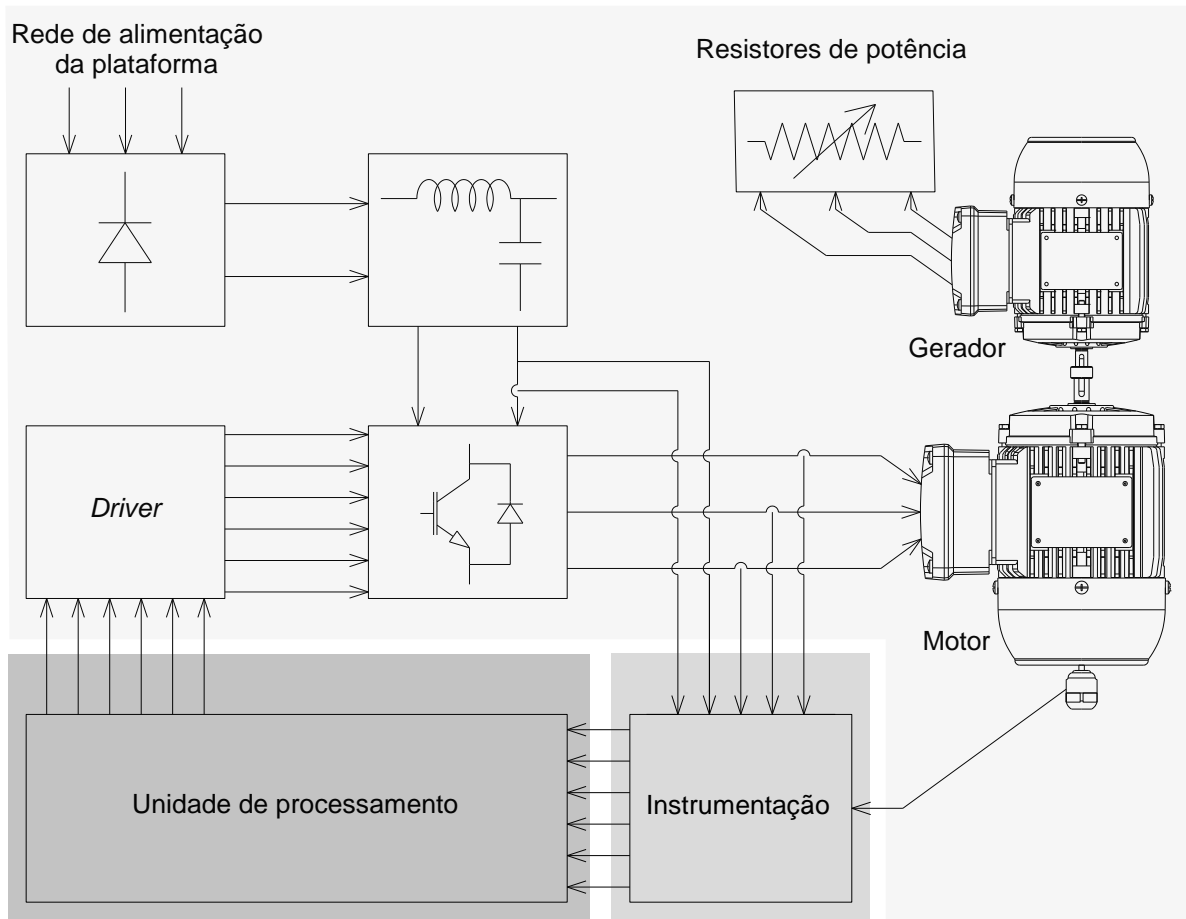 Rede de alimentação
da plataforma
Resistores de potência
Gerador
Driver
Motor
Unidade de processamento
Instrumentação